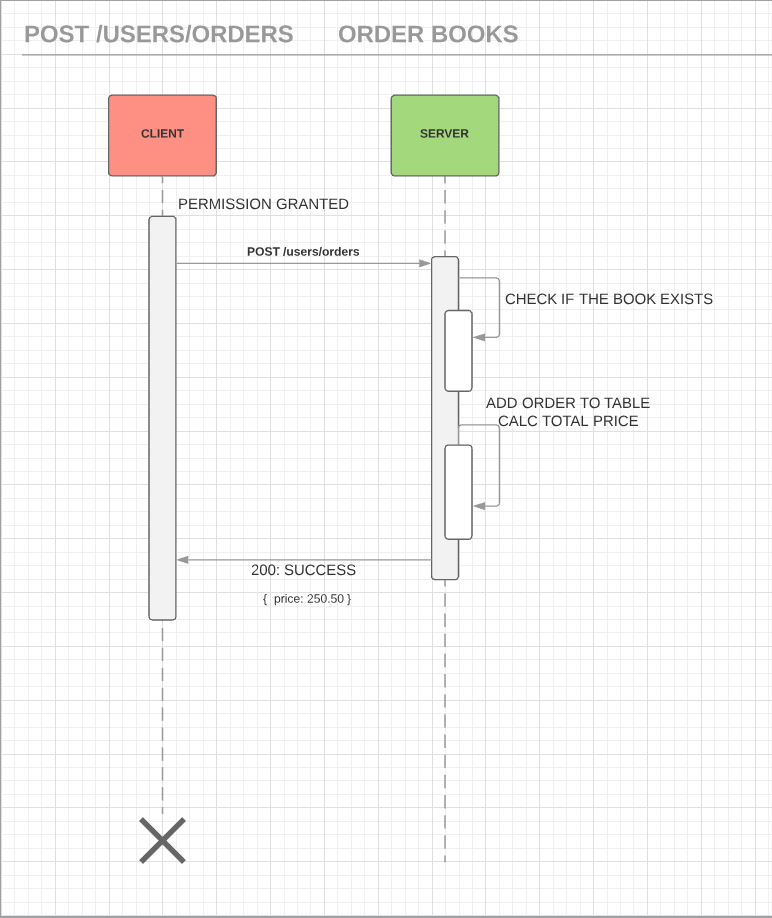 POST /USERS/ORDERS ORDER BOOKS
CLIENT
SERVER
PERMISSION GRANTED
POST /users/orders
CHECK IF THE BOOK EXISTS
ADD ORDER TO TABLE
CALC TOTAL PRICE
200: SUCCESS
{ price: 250.50 }